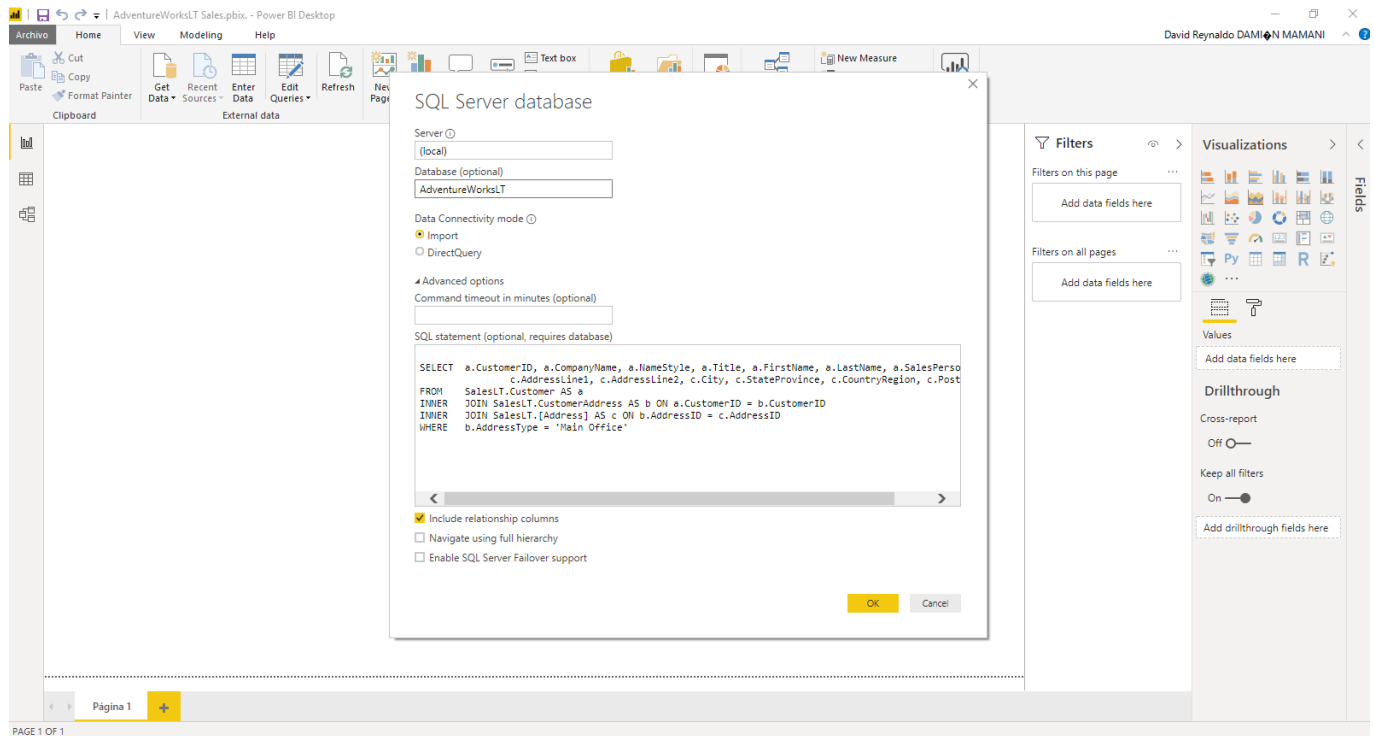 AdventureWorksLT Sales.pbix. - Power BI Desktop
Archivo Home View Modeling Help
David Reynaldo DAMI�N MAMANI
Paste
Cut
Copy
Format Painter
Clipboard
Get Data
Recent Sources
Enter Data
Edit Queries
Refresh
External data
New Page
Text box
New Measure
SQL Server database
Server
(local)
Database (optional)
AdventureWorksLT
Data Connectivity mode
Import
DirectQuery
Advanced options
Command timeout in minutes (optional)
SQL statement (optional, requires database)
SELECT a.CustomerID, a.CompanyName, a.NameStyle, a.Title, a.FirstName, a.LastName, a.SalesPerso
c.AddressLine1, c.AddressLine2, c.City, c.StateProvince, c.CountryRegion, c.Post
FROM SalesLT.Customer AS a
INNER JOIN SalesLT.CustomerAddress AS b ON a.CustomerID = b.CustomerID
INNER JOIN SalesLT.[Address] AS c ON b.AddressID = c.AddressID
WHERE b.AddressType = 'Main Office'
Include relationship columns
Navigate using full hierarchy
Enable SQL Server Failover support
OK Cancel
Filters
Filters on this page
Add data fields here
Filters on all pages
Add data fields here
Visualizations
Py
R
Values
Add data fields here
Drillthrough
Cross-report
Off
Keep all filters
On
Add drillthrough fields here
Fields
Página 1
PAGE 1 OF 1